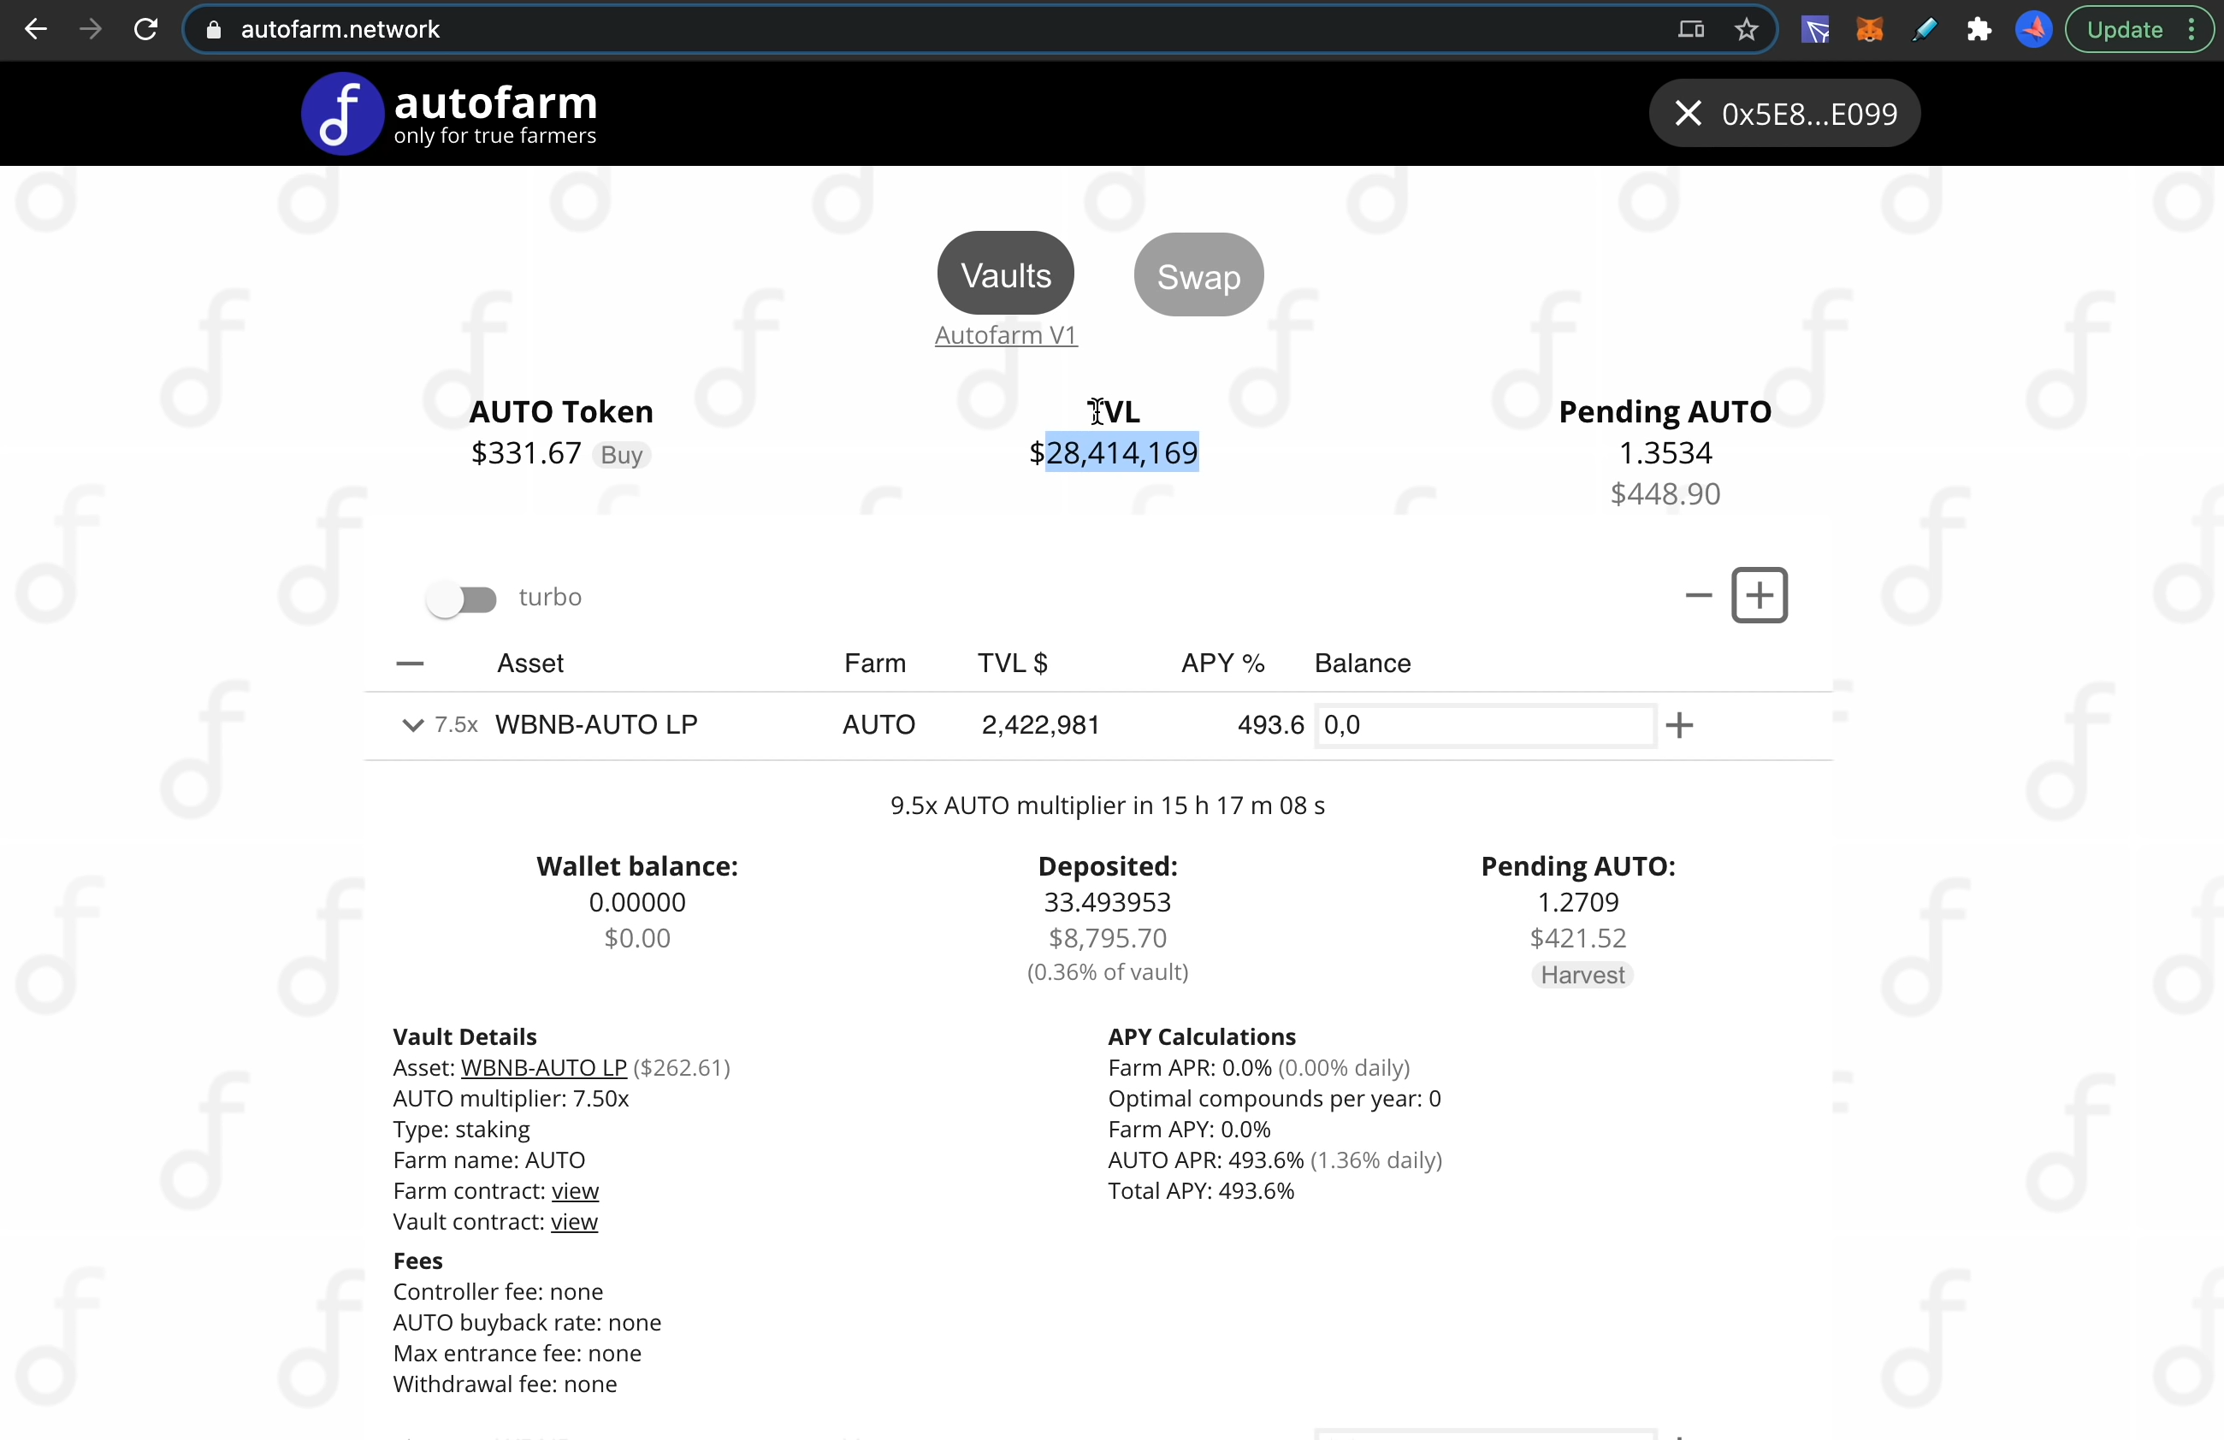 autofarm.network
Update
autofarm
only for true farmers
0x5E8...E099
Vaults
Swap
Autofarm V1
AUTO Token
$331.67 Buy
TVL
$28,414,169
Pending AUTO
1.3534
$448.90
turbo
Asset Farm TVL $ APY % Balance
7.5x WBNB-AUTO LP AUTO 2,422,981 493.6 0,0
9.5x AUTO multiplier in 15 h 17 m 08 s
Wallet balance:
0.00000
$0.00
Deposited:
33.493953
$8,795.70
(0.36% of vault)
Pending AUTO:
1.2709
$421.52
Harvest
Vault Details
Asset: WBNB-AUTO LP ($262.61)
AUTO multiplier: 7.50x
Type: staking
Farm name: AUTO
Farm contract: view
Vault contract: view
APY Calculations
Farm APR: 0.0% (0.00% daily)
Optimal compounds per year: 0
Farm APY: 0.0%
AUTO APR: 493.6% (1.36% daily)
Total APY: 493.6%
Fees
Controller fee: none
AUTO buyback rate: none
Max entrance fee: none
Withdrawal fee: none